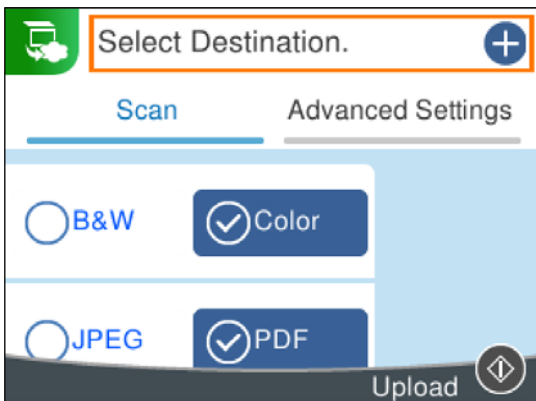 Select Destination.
Scan Advanced Settings
B&W Color
JPEG PDF
Upload